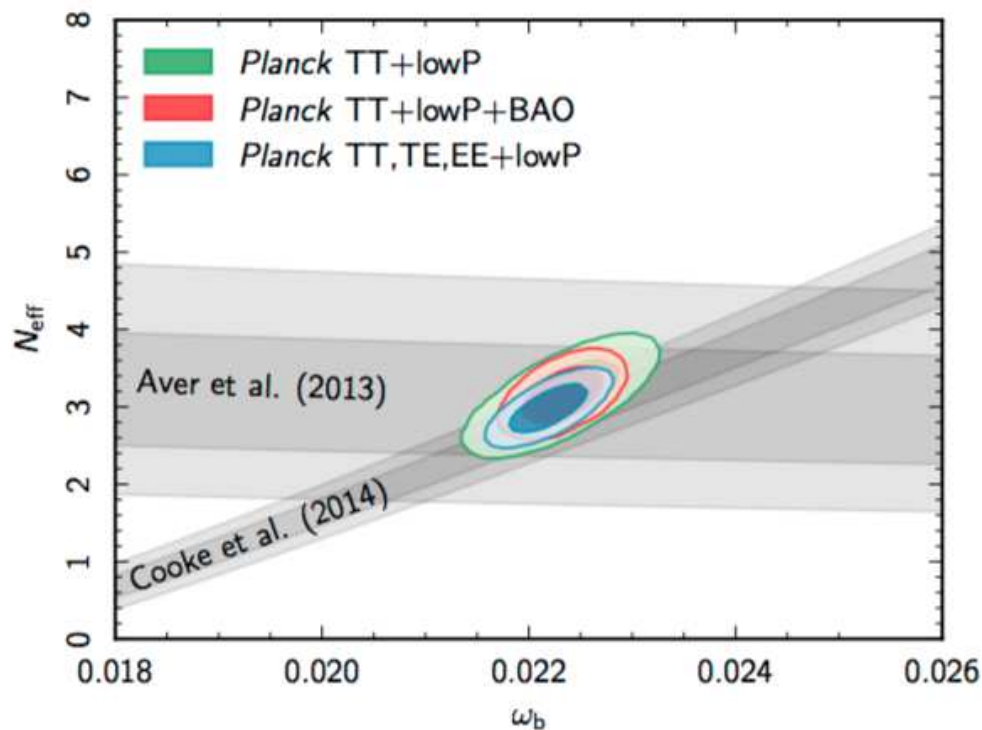 8
7
6
5
4
3
2
1
0
N_eff
Planck TT+lowP
Planck TT+lowP+BAO
Planck TT,TE,EE+lowP
Aver et al. (2013)
Cooke et al. (2014)
0.018 0.020 0.022 0.024 0.026
ω_b